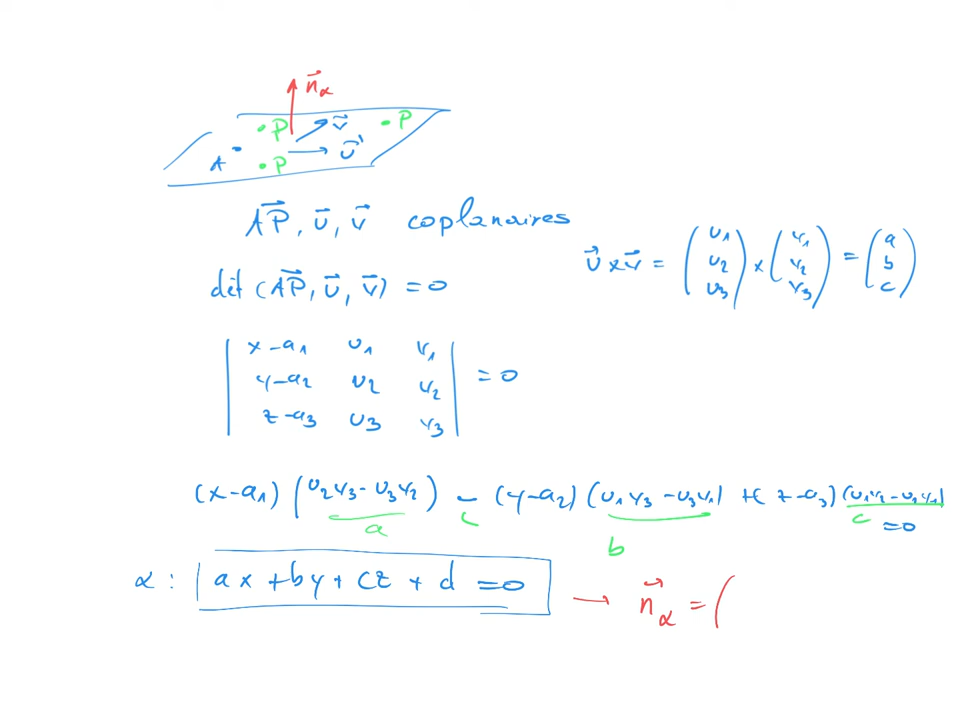 n⃗α
P v⃗ P
A P u⃗
AP⃗, u⃗, v⃗ coplanaires
dét (AP⃗, u⃗, v⃗) = 0
u⃗ × v⃗ = (u1 u2 u3) × (v1 v2 v3) = (a b c)
| x-a1 u1 v1 |
| y-a2 u2 v2 | = 0
| z-a3 u3 v3 |
(x-a1) (u2v3 - u3v2) - (y-a2) (u1v3 - u3v1) + (z-a3) (u1v2 - u2v1)
= 0
a b c
α : ax + by + cz + d = 0 → n⃗α = (